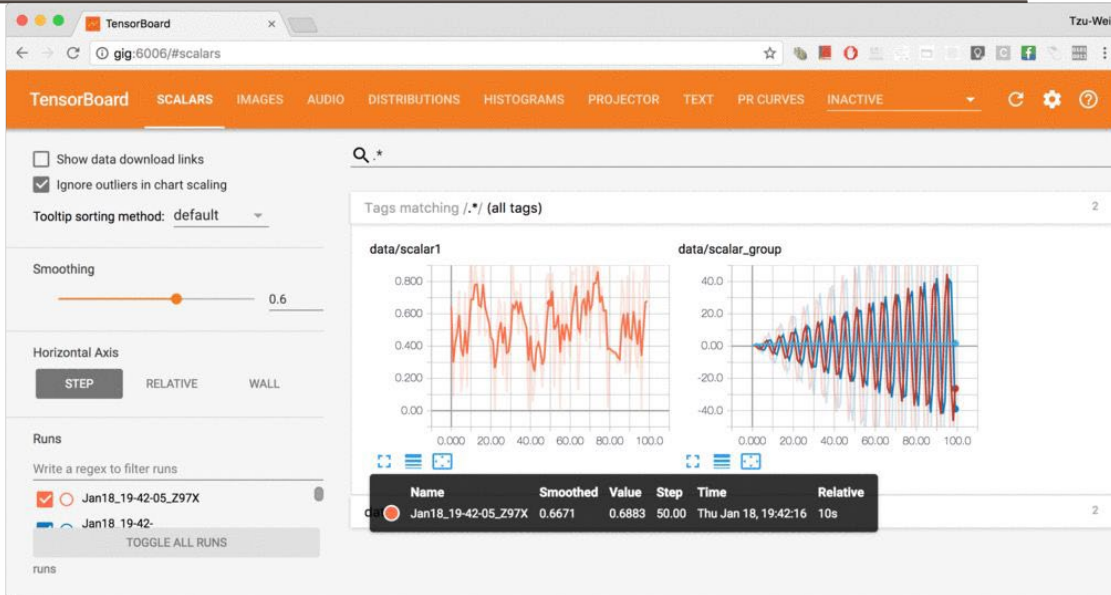 TensorBoard
Tzu-Wei
gig:6006/#scalars
TensorBoard SCALARS IMAGES AUDIO DISTRIBUTIONS HISTOGRAMS PROJECTOR TEXT PR CURVES INACTIVE
Show data download links
Ignore outliers in chart scaling
Tooltip sorting method: default
Smoothing
0.6
Horizontal Axis
STEP RELATIVE WALL
Runs
Write a regex to filter runs
Jan18_19-42-05_Z97X
Jan18_19-42-
TOGGLE ALL RUNS
runs
.*
Tags matching /.*/ (all tags) 2
data/scalar1
0.800
0.600
0.400
0.200
0.00
0.000 20.00 40.00 60.00 80.00 100.0
data/scalar_group
40.0
20.0
0.00
-20.0
-40.0
0.000 20.00 40.00 60.00 80.00 100.0
Name Smoothed Value Step Time Relative
Jan18_19-42-05_Z97X 0.6671 0.6883 50.00 Thu Jan 18, 19:42:16 10s
2